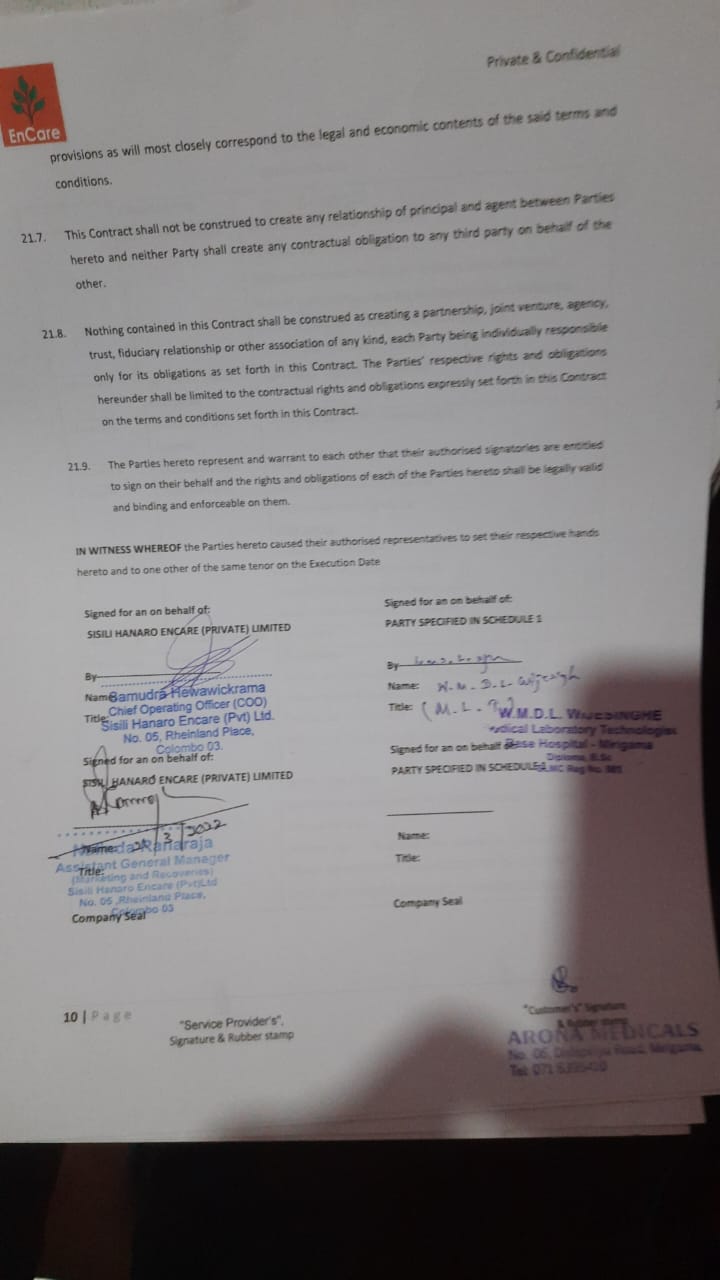 Private & Confidential
EnCare
provisions as will most closely correspond to the legal and economic contents of the said terms and
conditions.
21.7. This Contract shall not be construed to create any relationship of principal and agent between Parties
hereto and neither Party shall create any contractual obligation to any third party on behalf of the
other.
21.8. Nothing contained in this Contract shall be construed as creating a partnership, joint venture, agency,
trust, fiduciary relationship or other association of any kind, each Party being individually responsible
only for its obligations as set forth in this Contract. The Parties' respective rights and obligations
hereunder shall be limited to the contractual rights and obligations expressly set forth in this Contract
on the terms and conditions set forth in this Contract.
21.9. The Parties hereto represent and warrant to each other that their authorised signatories are entitled
to sign on their behalf and the rights and obligations of each of the Parties hereto shall be legally valid
and binding and enforceable on them.
IN WITNESS WHEREOF the Parties hereto caused their authorised representatives to set their respective hands
hereto and to one other of the same tenor on the Execution Date
Signed for an on behalf of:
SISILI HANARO ENCARE (PRIVATE) LIMITED
By
Name:
Samudra Hewawickrama
Title:
Chief Operating Officer (COO)
Sisili Hanaro Encare (Pvt) Ltd.
No. 05, Rheinland Place,
Colombo 03.
Signed for an on behalf of:
SISILI HANARO ENCARE (PRIVATE) LIMITED
3/2022
Name:
Ranaraja
Title:
Assistant General Manager
(Marketing and Recoveries)
Sisili Hanaro Encare (Pvt)Ltd
No. 05 ,Rheinland Place,
Colombo 03
Company Seal
Signed for an on behalf of:
PARTY SPECIFIED IN SCHEDULE 1
By
Name: W.M.D.L.
Title: (M.L.T)
W.M.D.L. WIJESINGHE
Medical Laboratory Technologist
Signed for an on behalf
Base Hospital - Mirigama
Diploma, B.Sc
PARTY SPECIFIED IN SCHEDULE
Reg No.
Name:
Title:
Company Seal
10 | Page
"Service Provider's",
Signature & Rubber stamp
"Customer's" Signature
& Rubber stamp
ARONA MEDICALS
No. 06, Road, Mirigama
Tel: 071